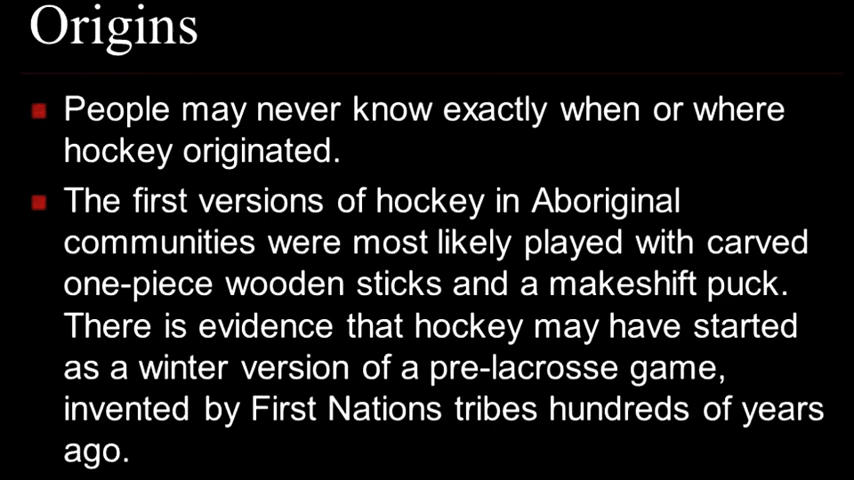 Origins
People may never know exactly when or where
hockey originated.
The first versions of hockey in Aboriginal
communities were most likely played with carved
one-piece wooden sticks and a makeshift puck.
There is evidence that hockey may have started
as a winter version of a pre-lacrosse game,
invented by First Nations tribes hundreds of years
ago.